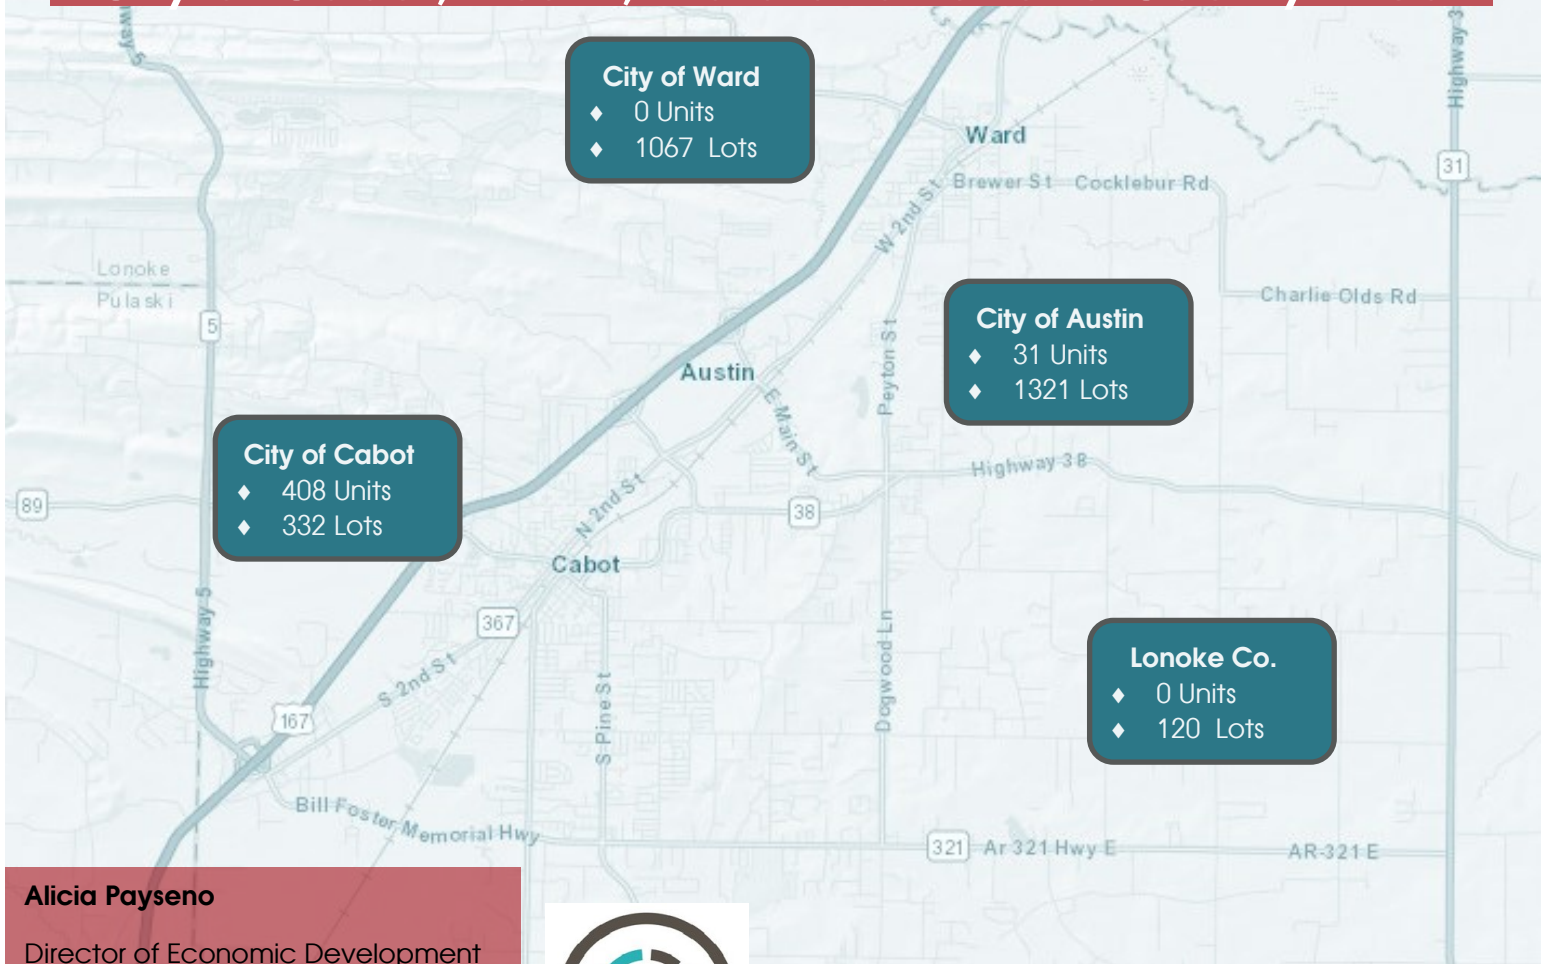 City of Ward
♦ 0 Units
♦ 1067 Lots
Highway 3
Ward
31
Brewer St
Cocklebur Rd
W 2nd St
Lonoke
Pulaski
5
City of Austin
♦ 31 Units
♦ 1321 Lots
Charlie Olds Rd
Peyton St
Austin
E Main St
City of Cabot
♦ 408 Units
♦ 332 Lots
Highway 38
89
N 2nd St
38
Cabot
367
Highway 5
S 2nd St
Dogwood Ln
Lonoke Co.
♦ 0 Units
♦ 120 Lots
S Pine St
167
Bill Foster Memorial Hwy
321
Ar 321 Hwy E
AR-321 E
Alicia Payseno
Director of Economic Development